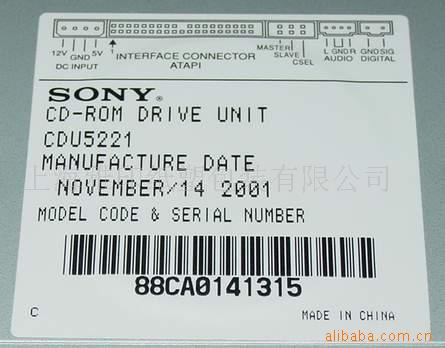 12V GND 5V
DC INPUT
1
INTERFACE CONNECTOR
ATAPI
MASTER
SLAVE
CSEL
L GND R
AUDIO
GND SIG
DIGITAL
SONY®
CD-ROM DRIVE UNIT
CDU5221
MANUFACTURE DATE
NOVEMBER/14 2001
MODEL CODE & SERIAL NUMBER
88CA0141315
C
MADE IN CHINA
alibaba.com.cn